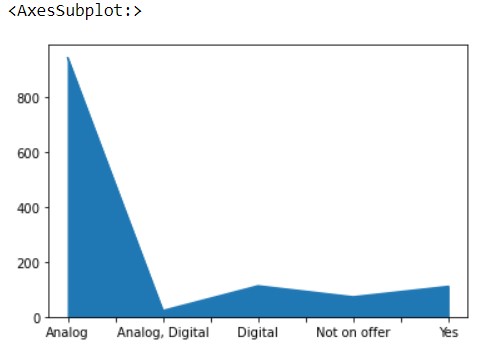 <AxesSubplot:>
800
600
400
200
0
Analog Analog, Digital Digital Not on offer Yes